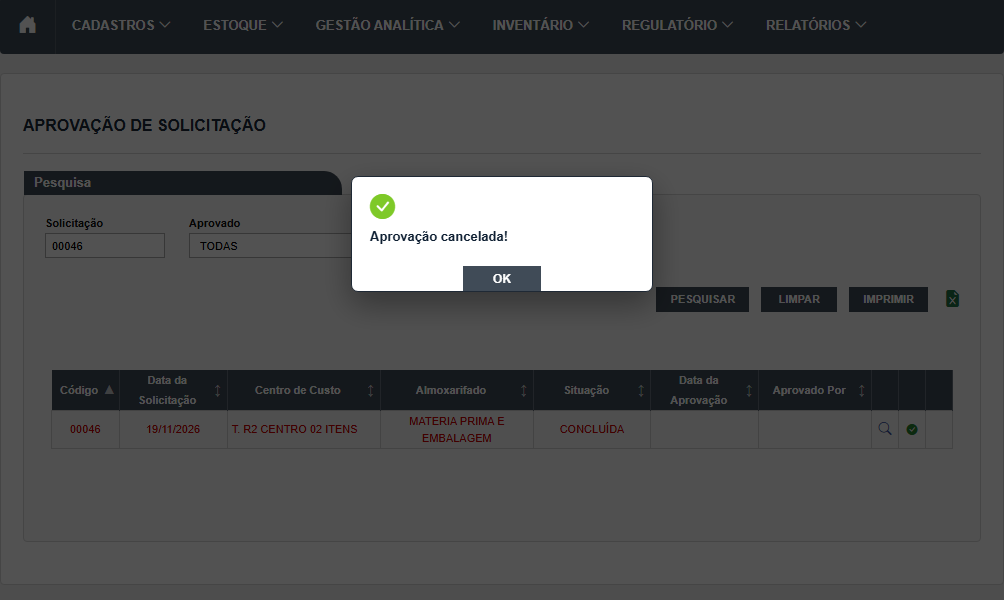 CADASTROS ESTOQUE GESTÃO ANALÍTICA INVENTÁRIO REGULATÓRIO RELATÓRIOS
APROVAÇÃO DE SOLICITAÇÃO
Pesquisa
Solicitação Aprovado
00046 TODAS
Aprovação cancelada!
OK
PESQUISAR LIMPAR IMPRIMIR
Código Data da Solicitação Centro de Custo Almoxarifado Situação Data da Aprovação Aprovado Por
00046 19/11/2026 T. R2 CENTRO 02 ITENS MATERIA PRIMA E EMBALAGEM CONCLUÍDA